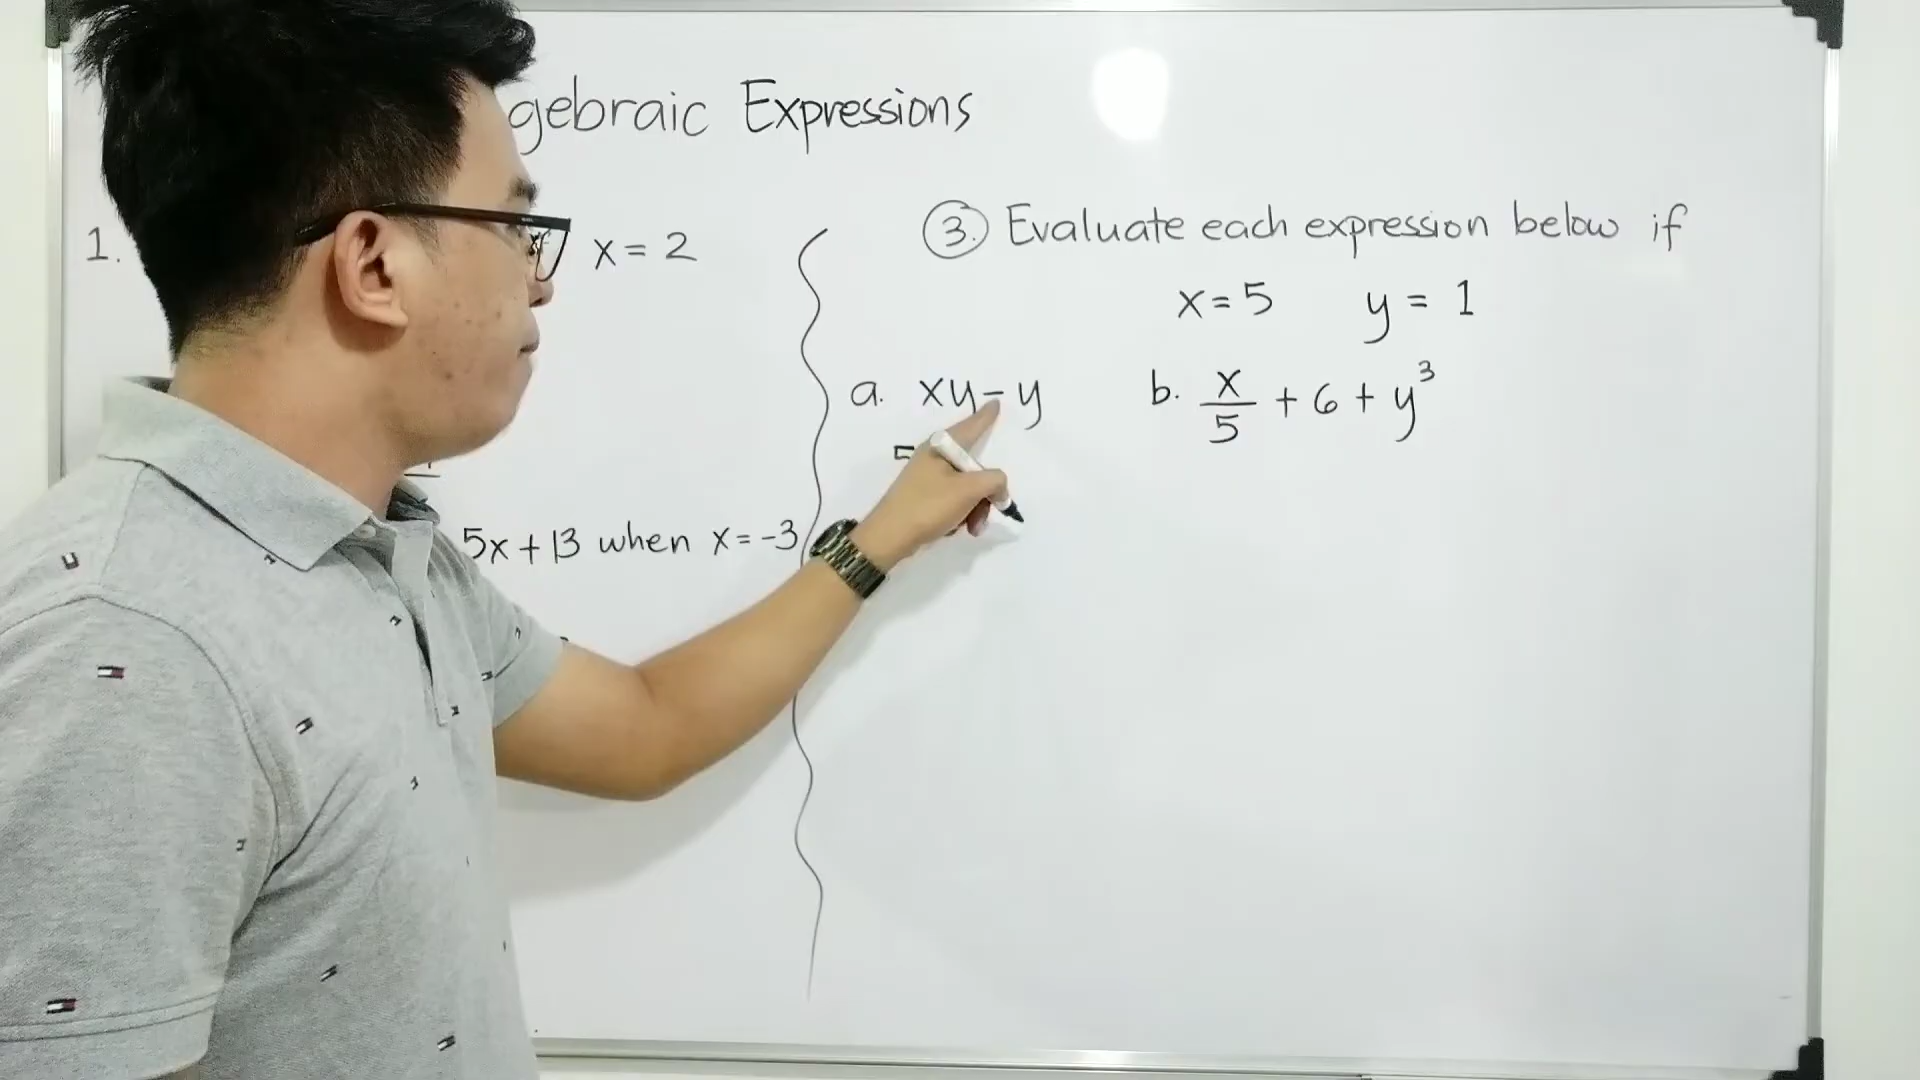 gebraic Expressions
1. x = 2
5x + 13 when x = -3
3. Evaluate each expression below if
x = 5 y = 1
a. xy - y
b. x/5 + 6 + y³
5